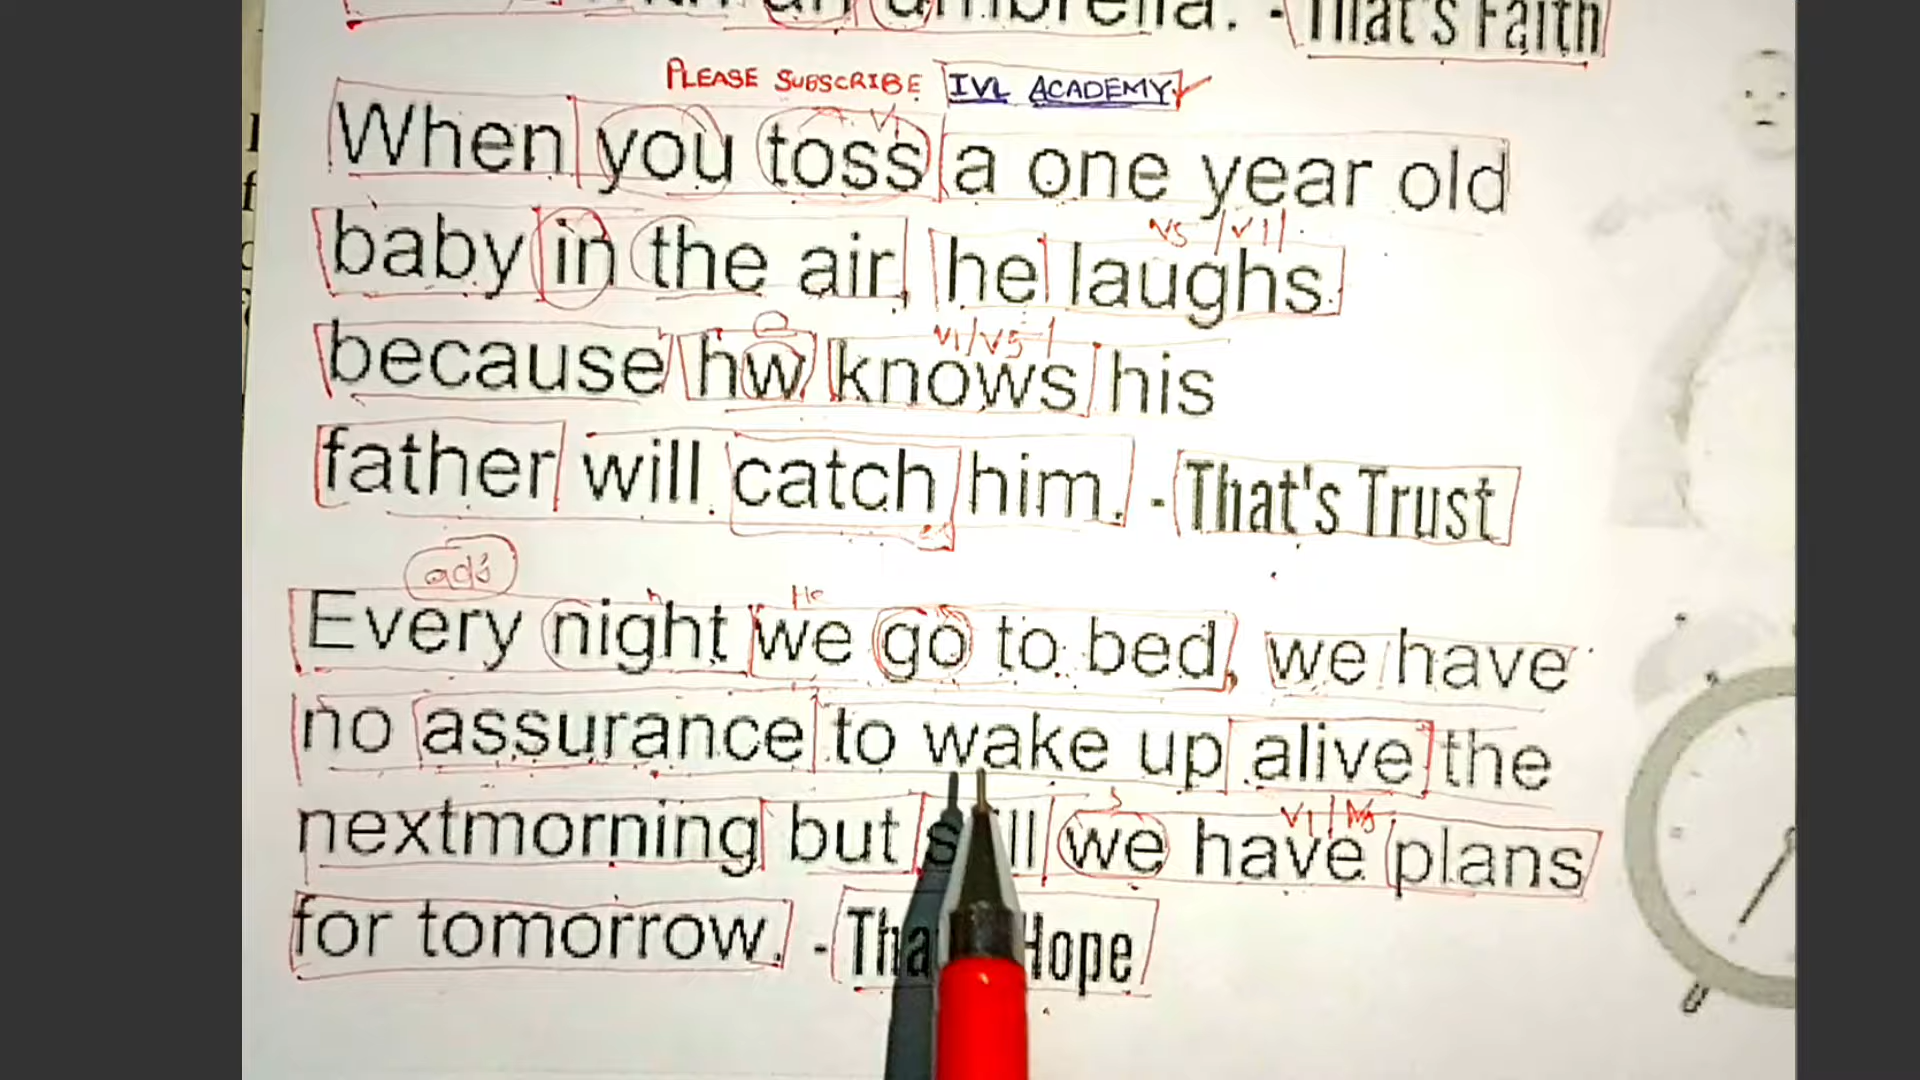 an umbrella. - That's Faith
PLEASE SUBSCRIBE IVL ACADEMY
When you toss a one year old
baby in the air, he laughs.
because hw knows his
father will catch him. - That's Trust
adj
Every night we go to bed, we have
no assurance to wake up alive the
nextmorning but we have plans
for tomorrow. - Hope